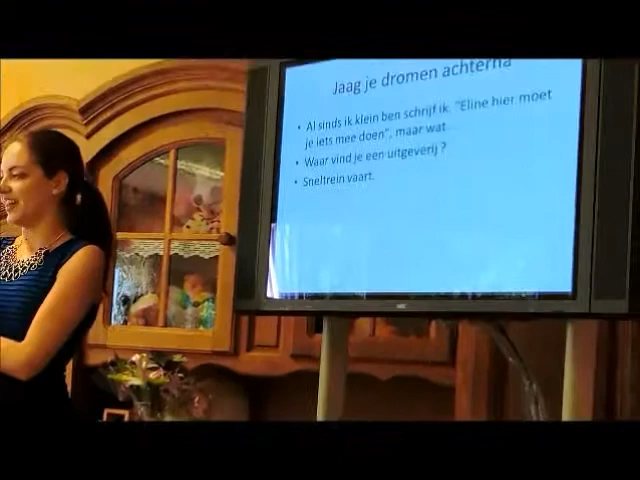 Jaag je dromen achterna
• Al sinds ik klein ben schrijf ik. "Eline hier moet
je iets mee doen", maar wat
• Waar vind je een uitgeverij ?
• Sneltrein vaart.